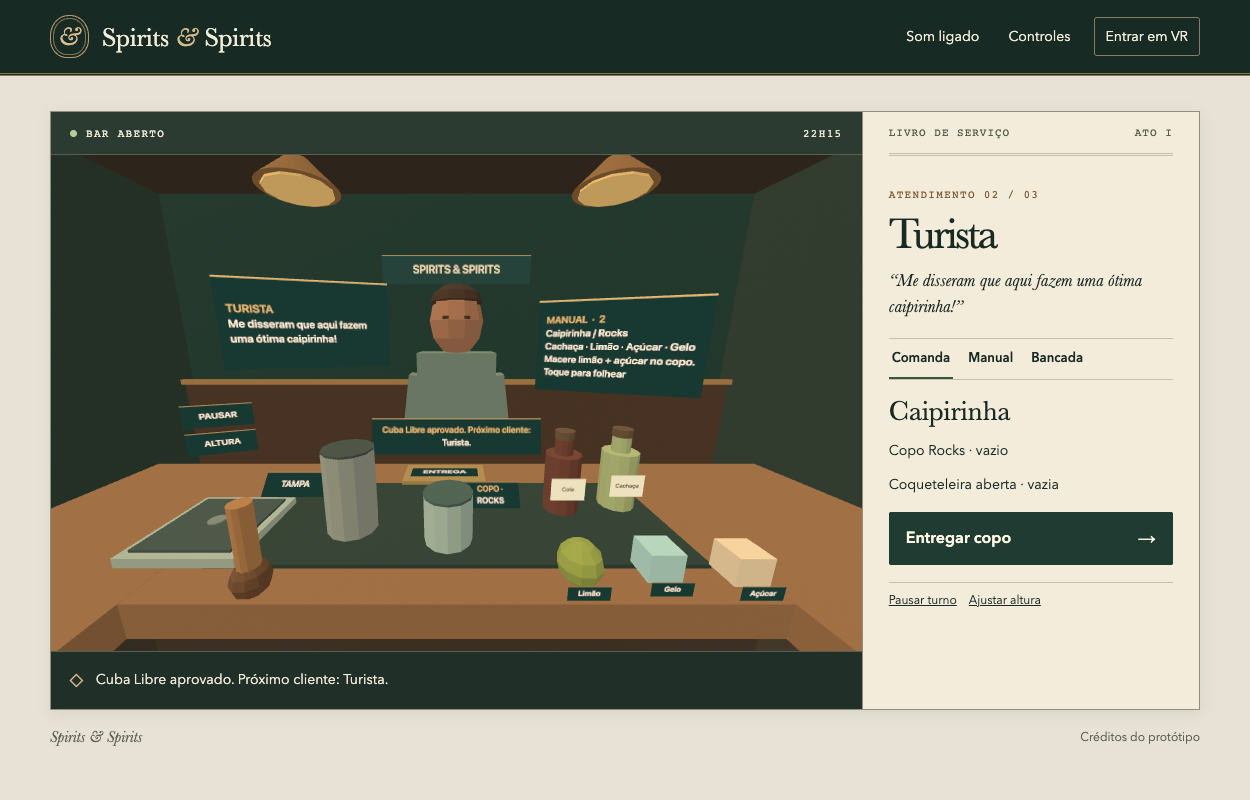 & Spirits & Spirits
Som ligado
Controles
Entrar em VR
BAR ABERTO
22H15
SPIRITS & SPIRITS
TURISTA
Me disseram que aqui fazem
uma ótima caipirinha!
MANUAL · 2
Caipirinha / Rocks
Cachaça · Limão · Açúcar · Gelo
Macere limão + açúcar no copo.
Toque para folhear
PAUSAR
ALTURA
Cuba Libre aprovado. Próximo cliente:
Turista.
TAMPA
ENTREGA
COPO ·
ROCKS
Cola
Cachaça
Limão
Gelo
Açúcar
Cuba Libre aprovado. Próximo cliente: Turista.
LIVRO DE SERVIÇO
ATO I
ATENDIMENTO 02 / 03
Turista
“Me disseram que aqui fazem uma ótima
caipirinha!”
Comanda
Manual
Bancada
Caipirinha
Copo Rocks · vazio
Coqueteleira aberta · vazia
Entregar copo →
Pausar turno
Ajustar altura
Spirits & Spirits
Créditos do protótipo